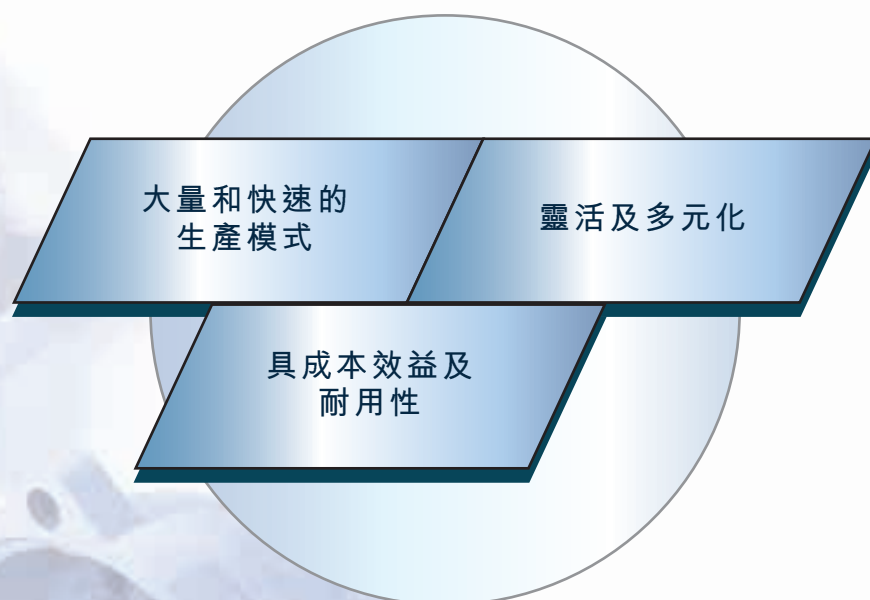 大量和快速的
生產模式
靈活及多元化
具成本效益及
耐用性